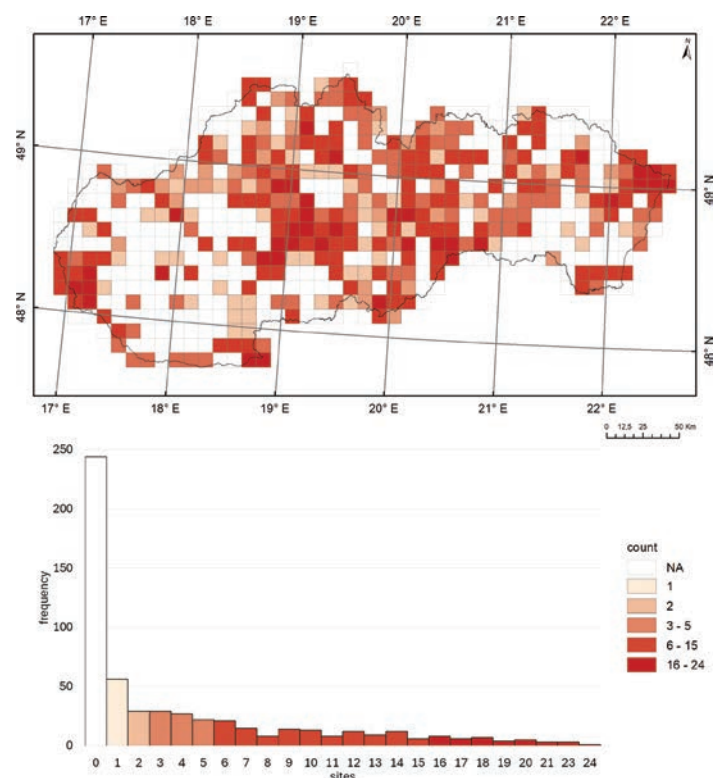 17° E 18° E 19° E 20° E 21° E 22° E
N
49° N
49° N
48° N
48° N
17° E 18° E 19° E 20° E 21° E 22° E
0 12,5 25 50 Km
250
200
150
100
50
0
frequency
0 1 2 3 4 5 6 7 8 9 10 11 12 13 14 15 16 17 18 19 20 21 23 24
sites
count
NA
1
2
3 - 5
6 - 15
16 - 24